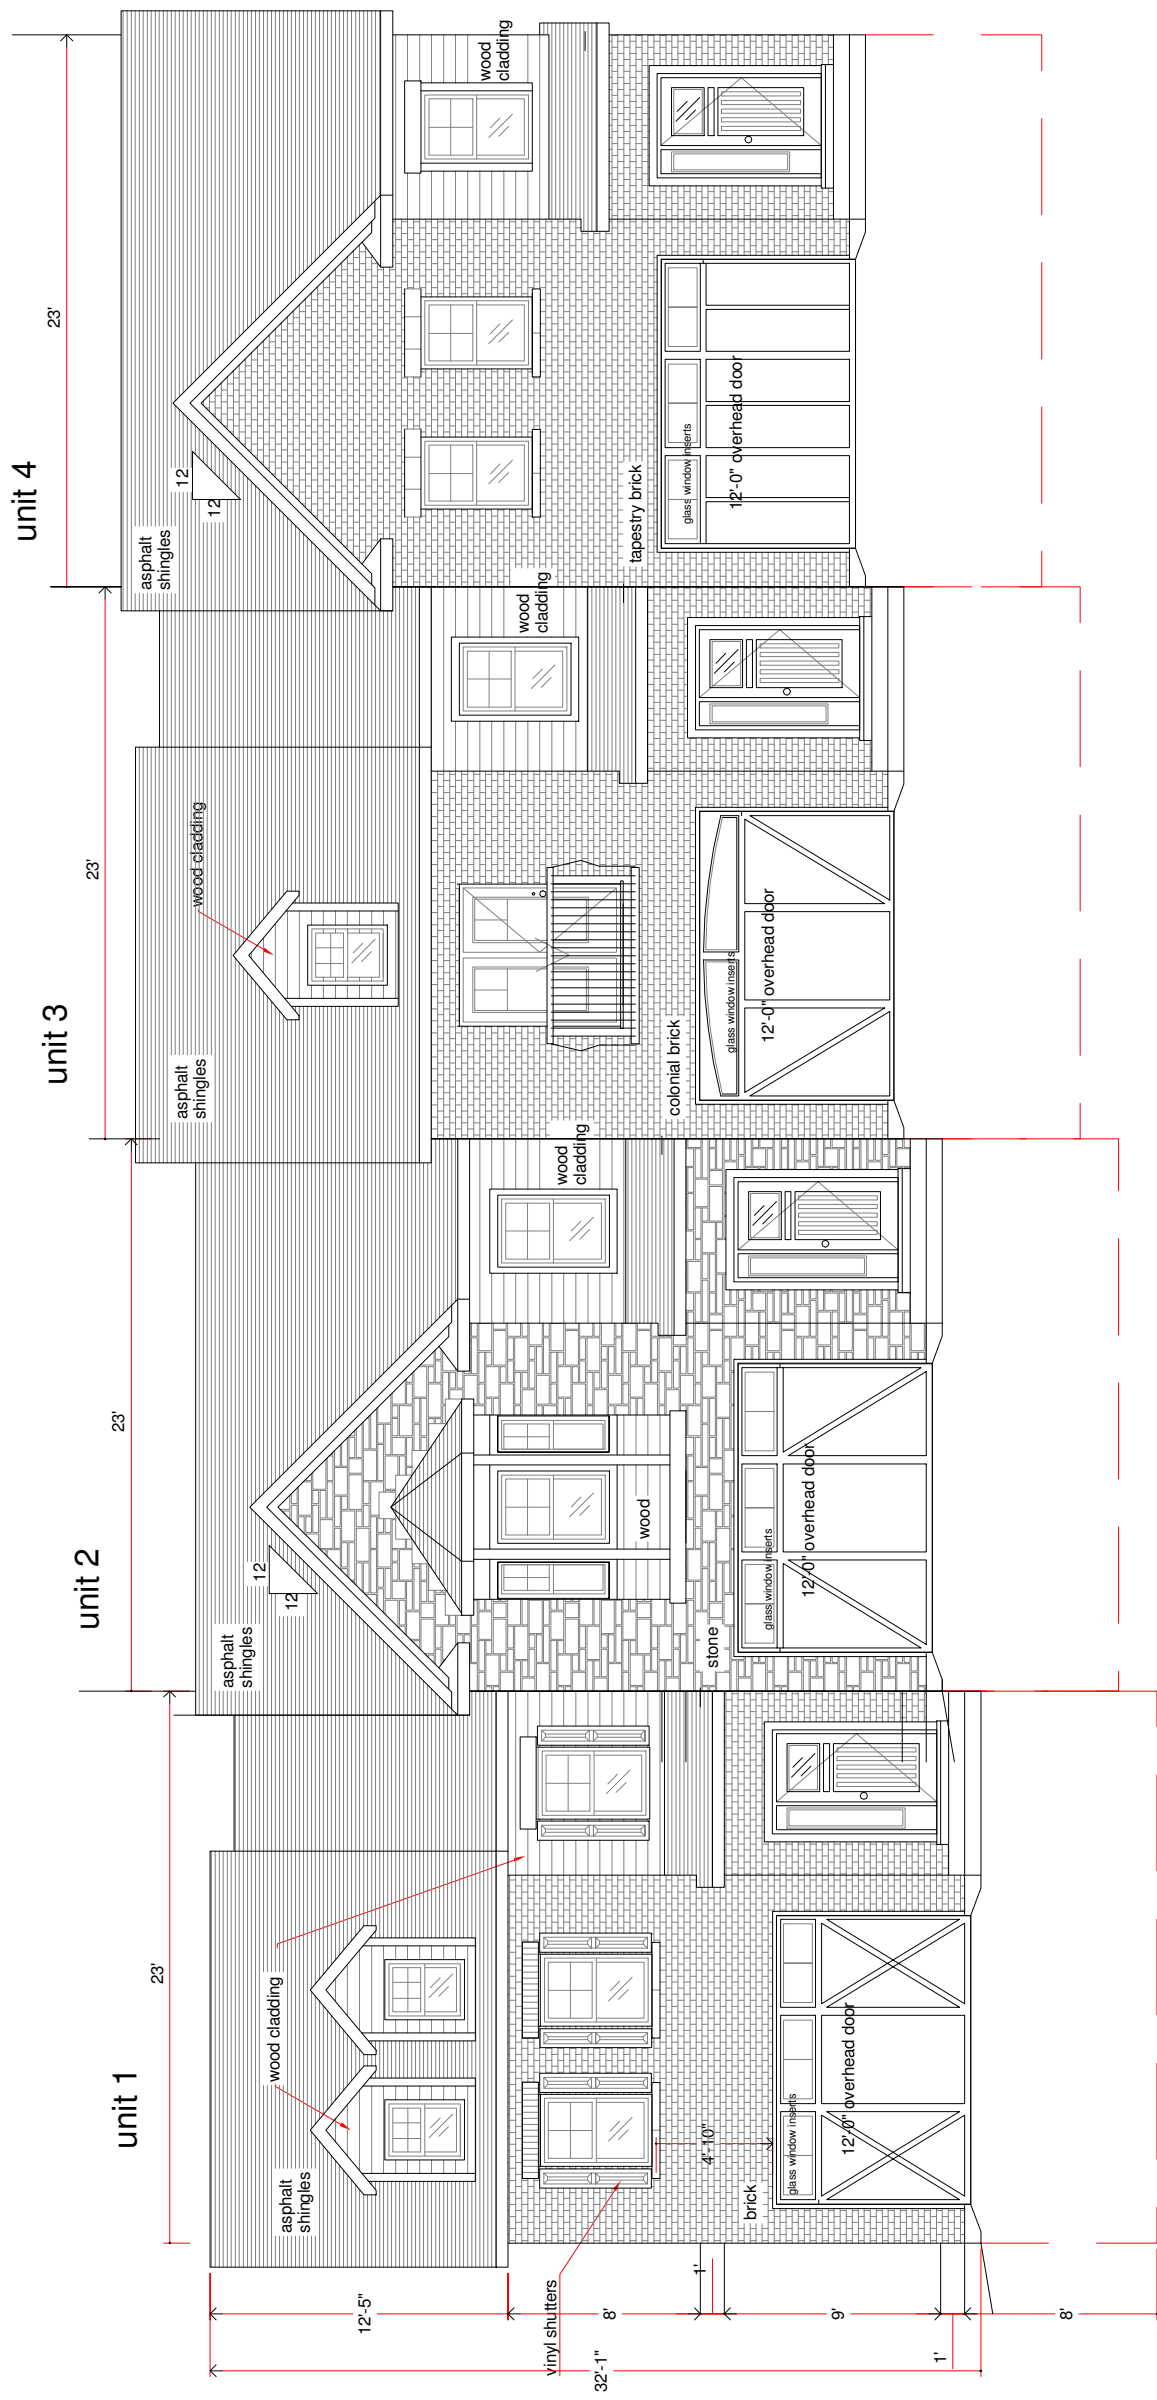 unit 1
unit 2
unit 3
unit 4
23'
23'
23'
23'
asphalt
shingles
wood cladding
vinyl shutters
brick
4'-10"
glass window inserts
12'-0" overhead door
12'-5"
8'
1'
9'
1'
8'
32'-1"
asphalt
shingles
12
12
wood
stone
wood
cladding
glass window inserts
12'-0" overhead door
asphalt
shingles
wood cladding
colonial brick
wood
cladding
glass window inserts
12'-0" overhead door
asphalt
shingles
12
12
tapestry brick
wood
cladding
glass window inserts
12'-0" overhead door